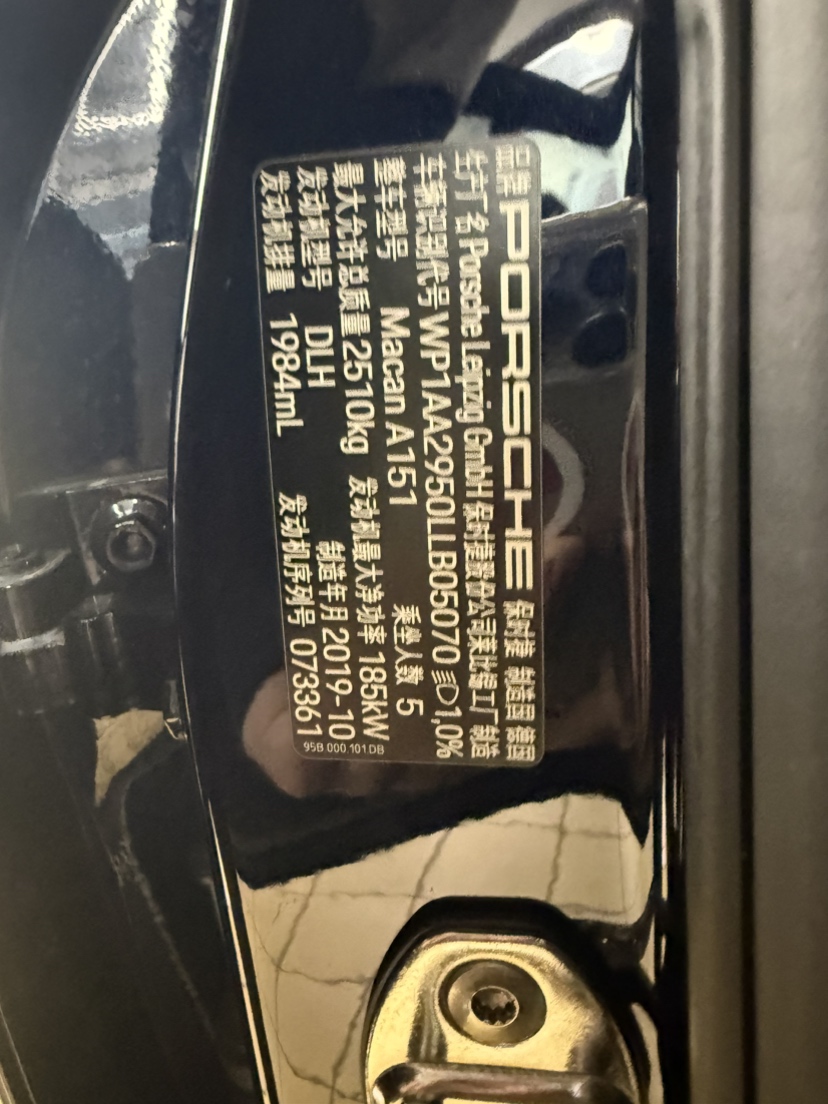 品牌 PORSCHE 保时捷 制造国 德国
生产厂名 Porsche Leipzig GmbH 保时捷股份公司莱比锡工厂 制造
车辆识别代号 WP1AA2950LLB05070 1,0%
整车型号 Macan A151 乘坐人数 5
最大允许总质量 2510kg 发动机最大净功率 185kW
发动机型号 DLH 制造年月 2019-10
发动机排量 1984mL 发动机序列号 073361
95B 000 101 DB